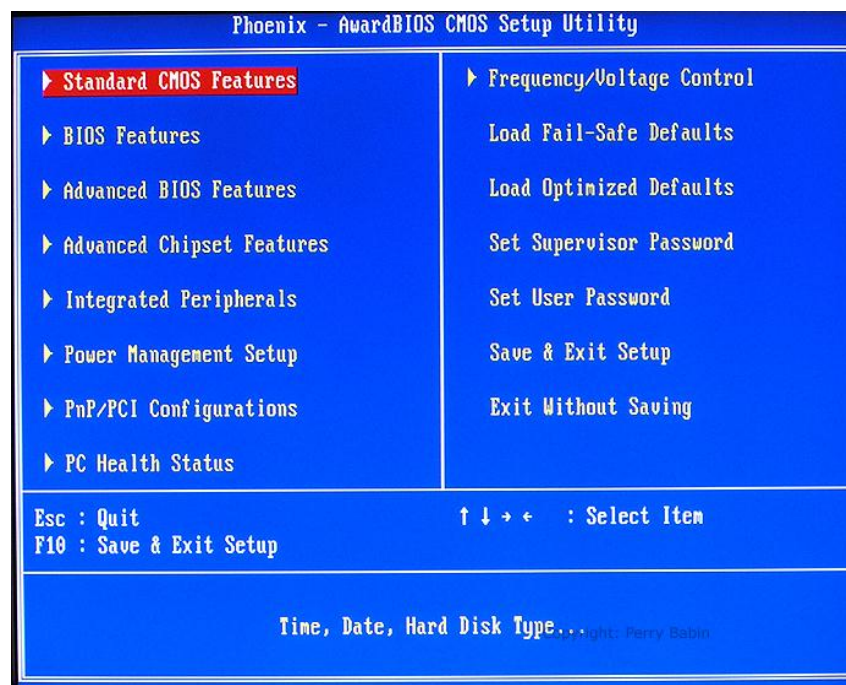 Phoenix - AwardBIOS CMOS Setup Utility
Standard CMOS Features
BIOS Features
Advanced BIOS Features
Advanced Chipset Features
Integrated Peripherals
Power Management Setup
PnP/PCI Configurations
PC Health Status
Frequency/Voltage Control
Load Fail-Safe Defaults
Load Optimized Defaults
Set Supervisor Password
Set User Password
Save & Exit Setup
Exit Without Saving
Esc : Quit
F10 : Save & Exit Setup
↑ ↓ → ← : Select Item
Time, Date, Hard Disk Type...
Copyright: Perry Babin